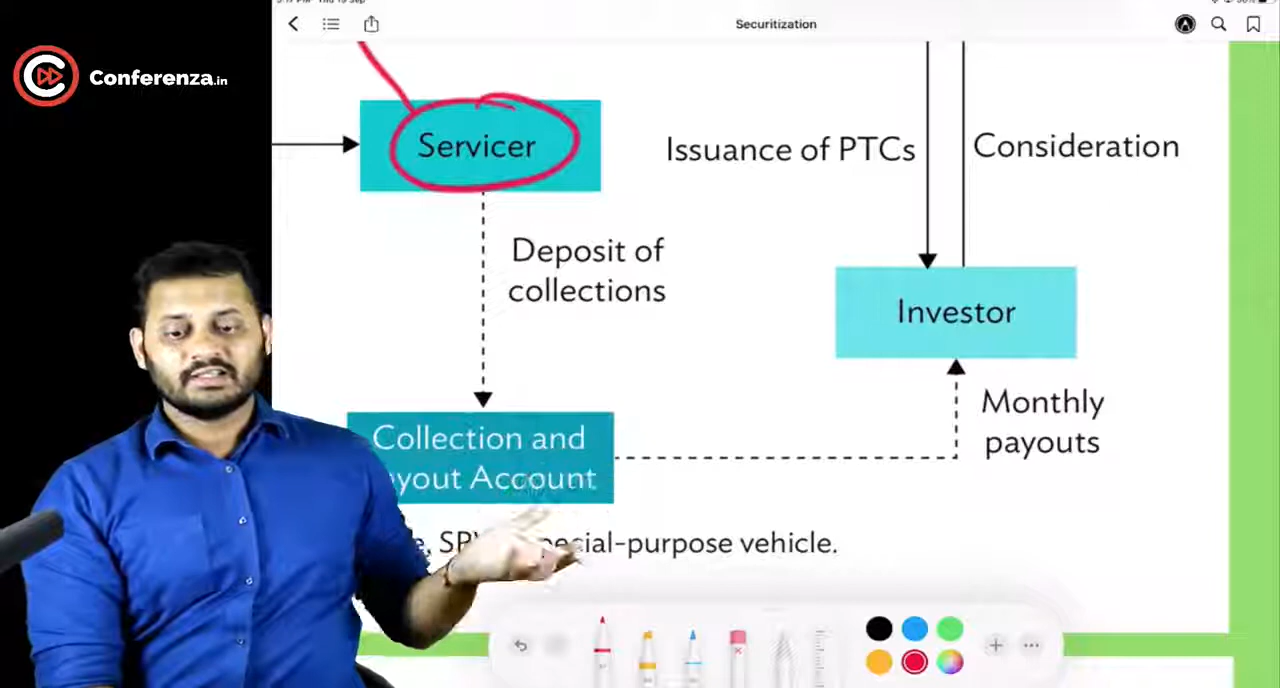 Securitization
Conferenza.in
Servicer
Issuance of PTCs
Consideration
Deposit of
collections
Investor
Collection and
Account
Monthly
payouts
special-purpose vehicle.